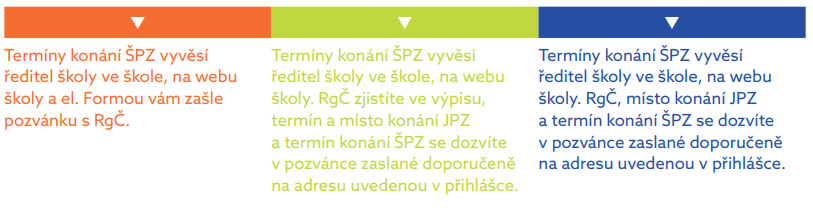 Termíny konání ŠPZ vyvěsí
ředitel školy ve škole, na webu
školy a el. Formou vám zašle
pozvánku s RgČ.
Termíny konání ŠPZ vyvěsí
ředitel školy ve škole, na webu
školy. RgČ zjistíte ve výpisu,
termín a místo konání JPZ
a termín konání ŠPZ se dozvíte
v pozvánce zaslané doporučeně
na adresu uvedenou v přihlášce.
Termíny konání ŠPZ vyvěsí
ředitel školy ve škole, na webu
školy. RgČ, místo konání JPZ
a termín konání ŠPZ se dozvíte
v pozvánce zaslané doporučeně
na adresu uvedenou v přihlášce.